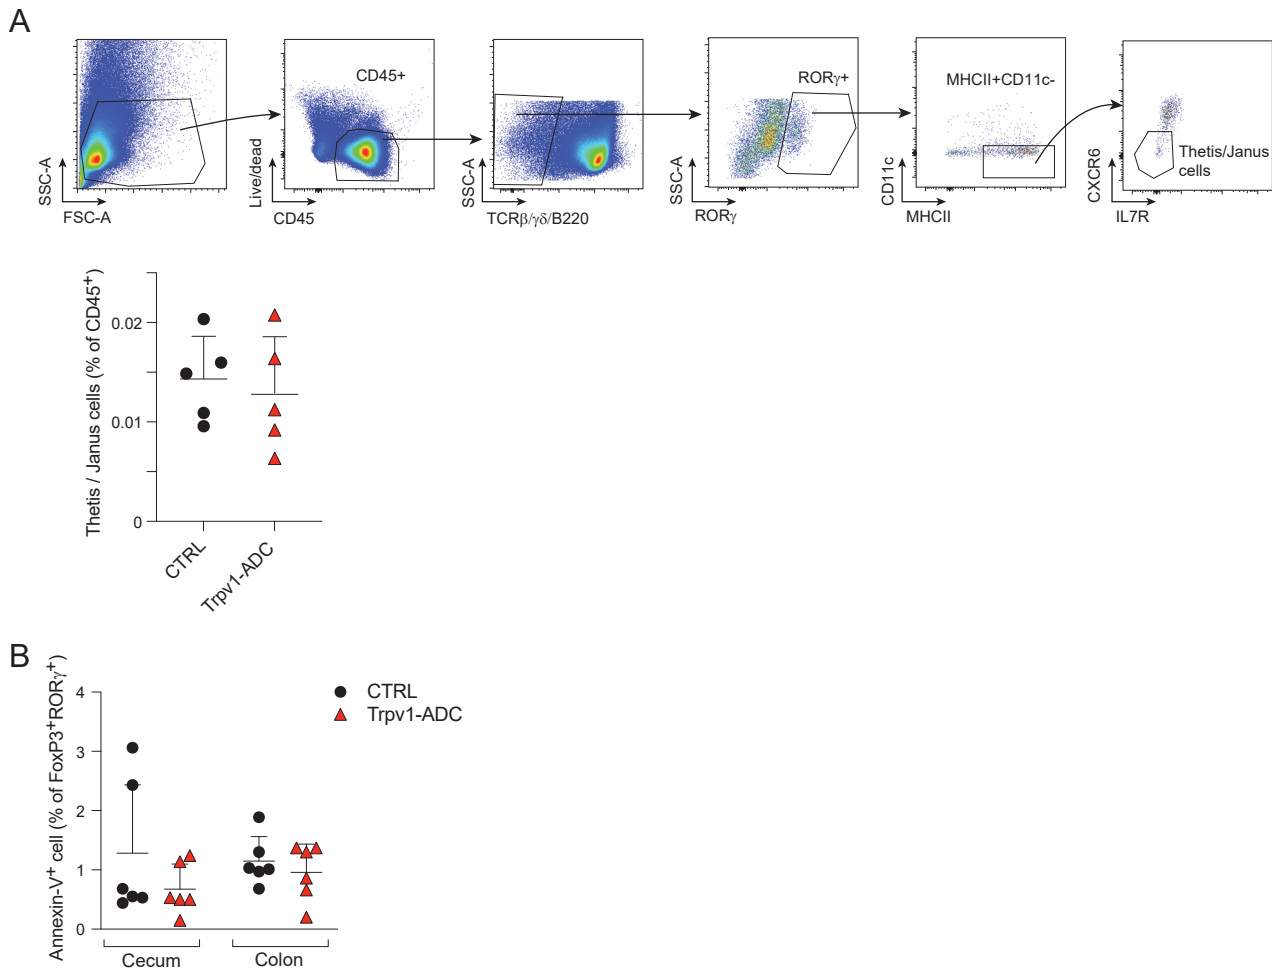 A
CD45+
RORγ+
MHCII+CD11c-
Thetis/Janus
cells
SSC-A
FSC-A
Live/dead
CD45
SSC-A
TCRβ/γδ/B220
SSC-A
RORγ
CD11c
MHCII
CXCR6
IL7R
Thetis / Janus cells (% of CD45⁺)
0.02
0.01
0
CTRL
Trpv1-ADC
B
Annexin-V⁺ cell (% of FoxP3⁺RORγ⁺)
4
3
2
1
0
CTRL
Trpv1-ADC
Cecum
Colon